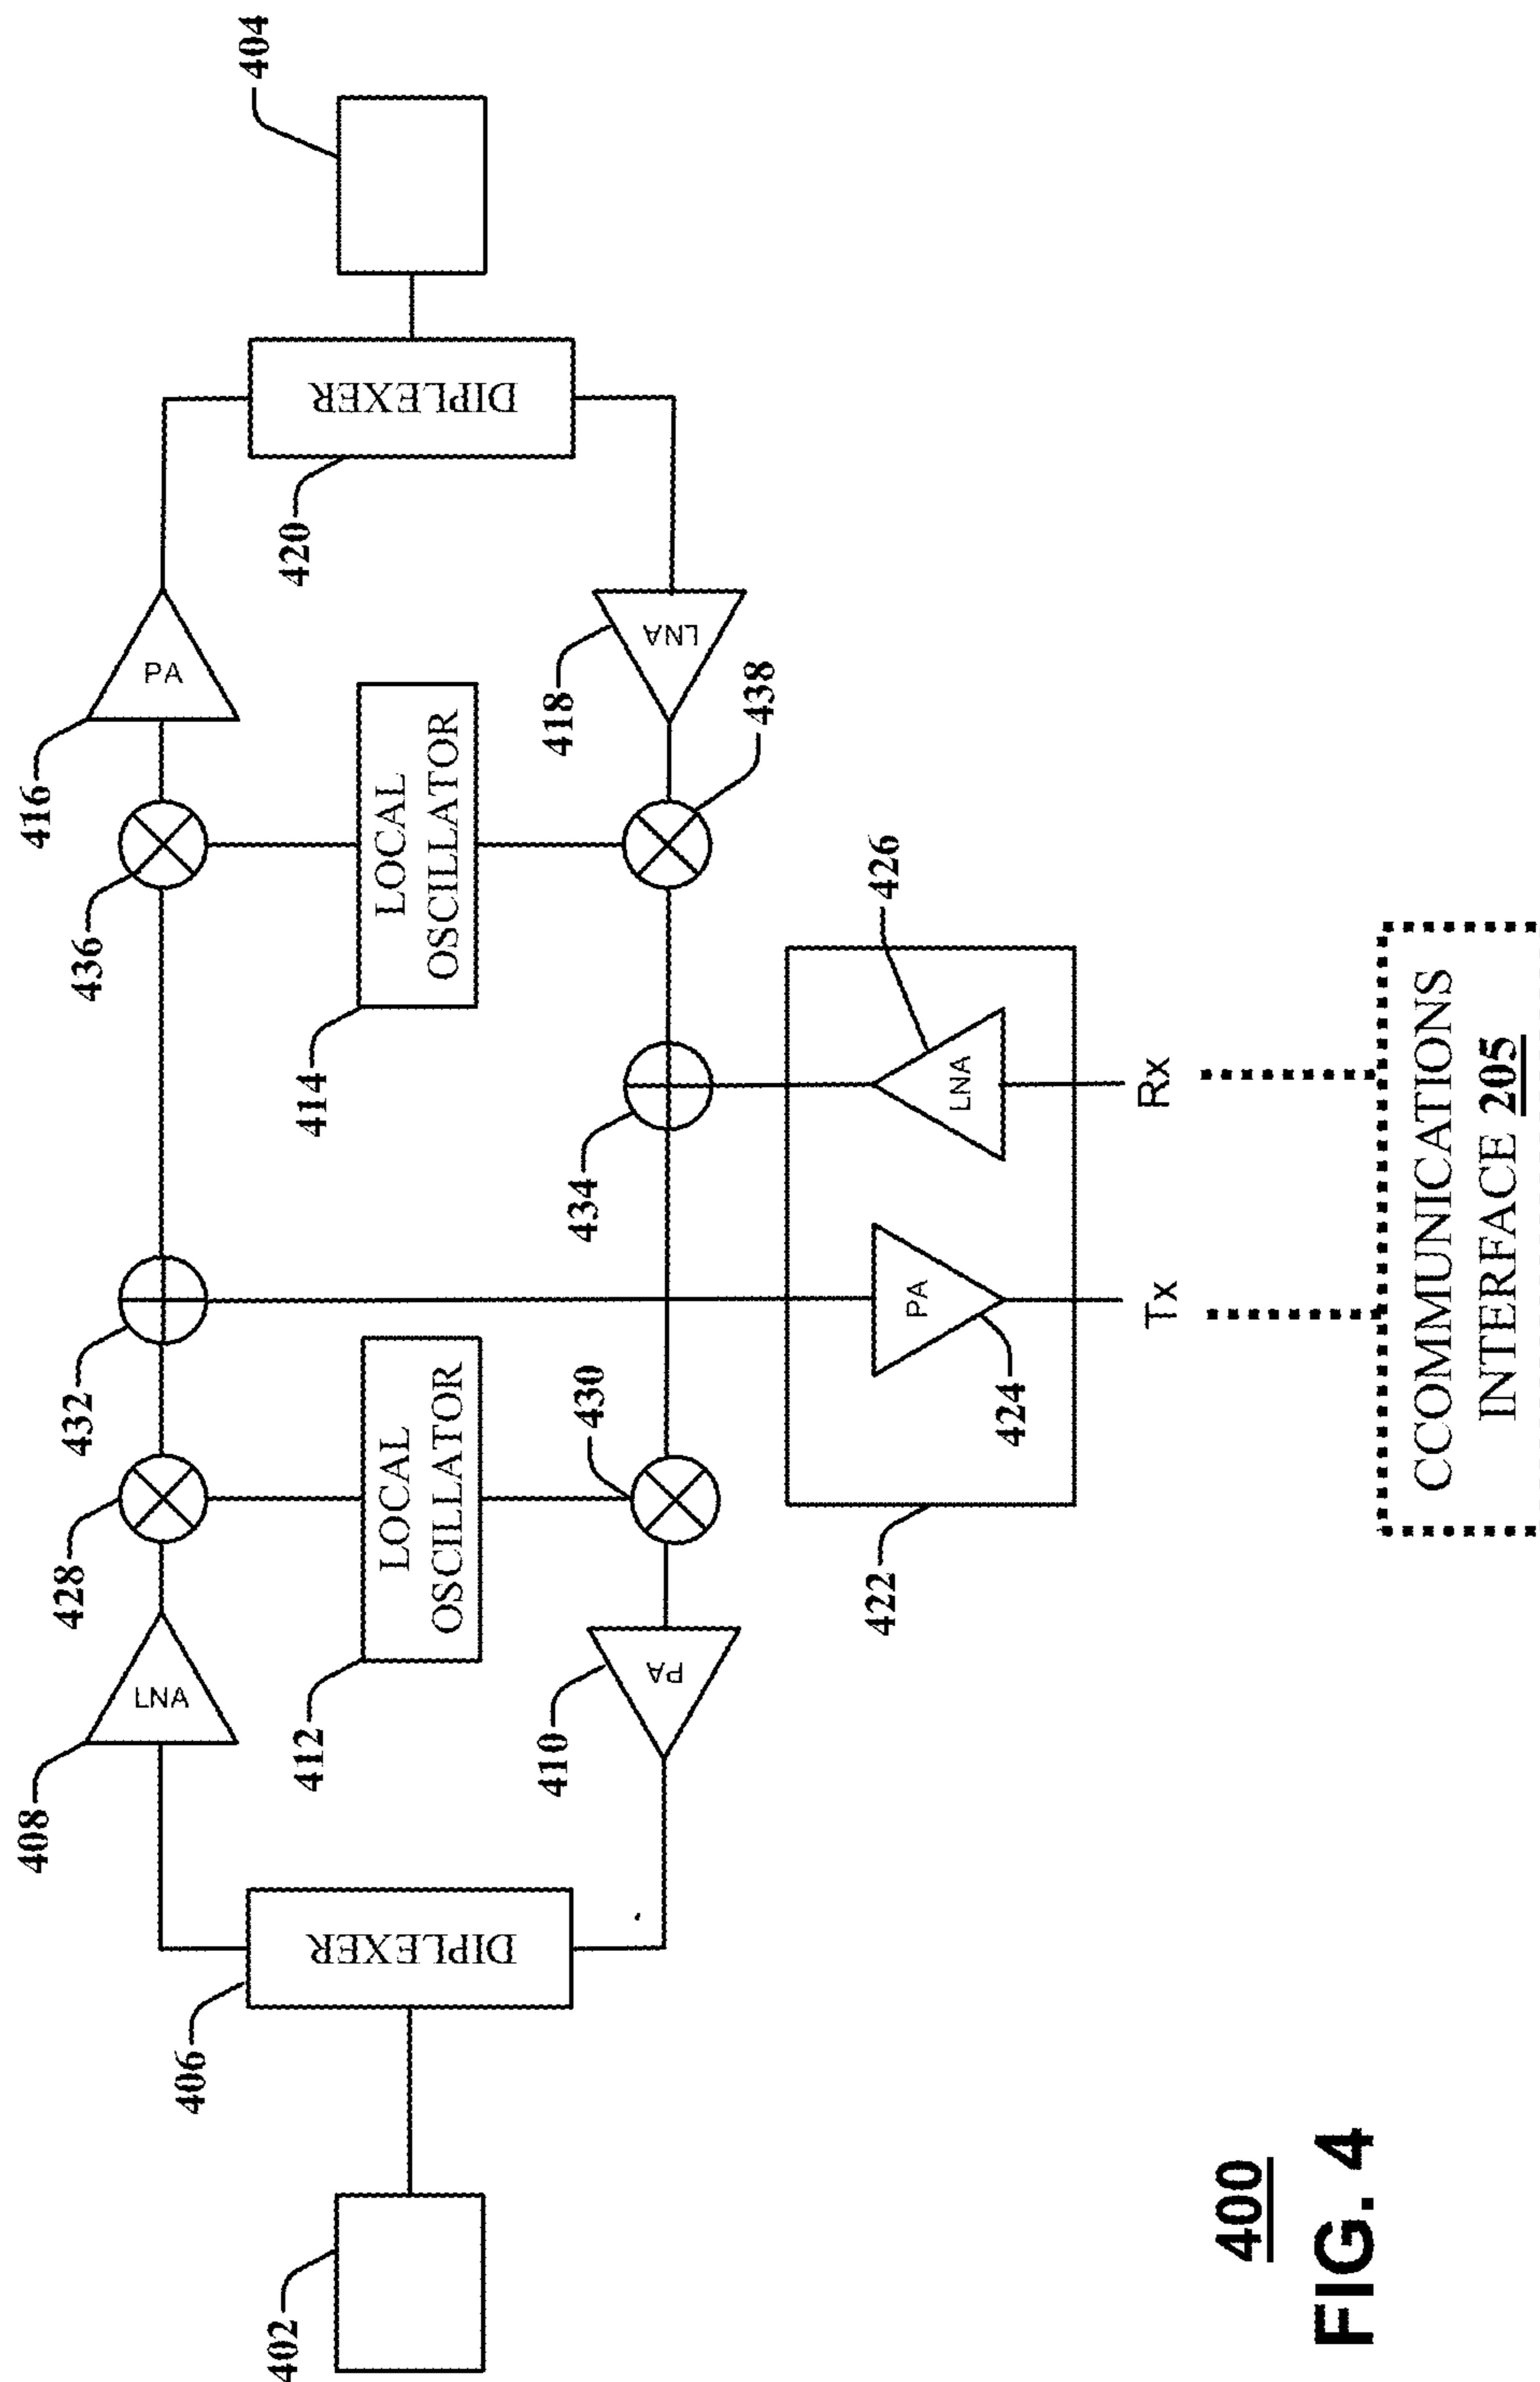 408
428
432
436
416
LNA
PA
406
404
402
412
414
420
DIPLEXER
LOCAL
OSCILLATOR
LOCAL
OSCILLATOR
DIPLEXER
410
430
434
418
PA
LNA
438
422
424
426
PA
LNA
Tx
Rx
400
FIG. 4
CCOMMUNICATIONS
INTERFACE 205